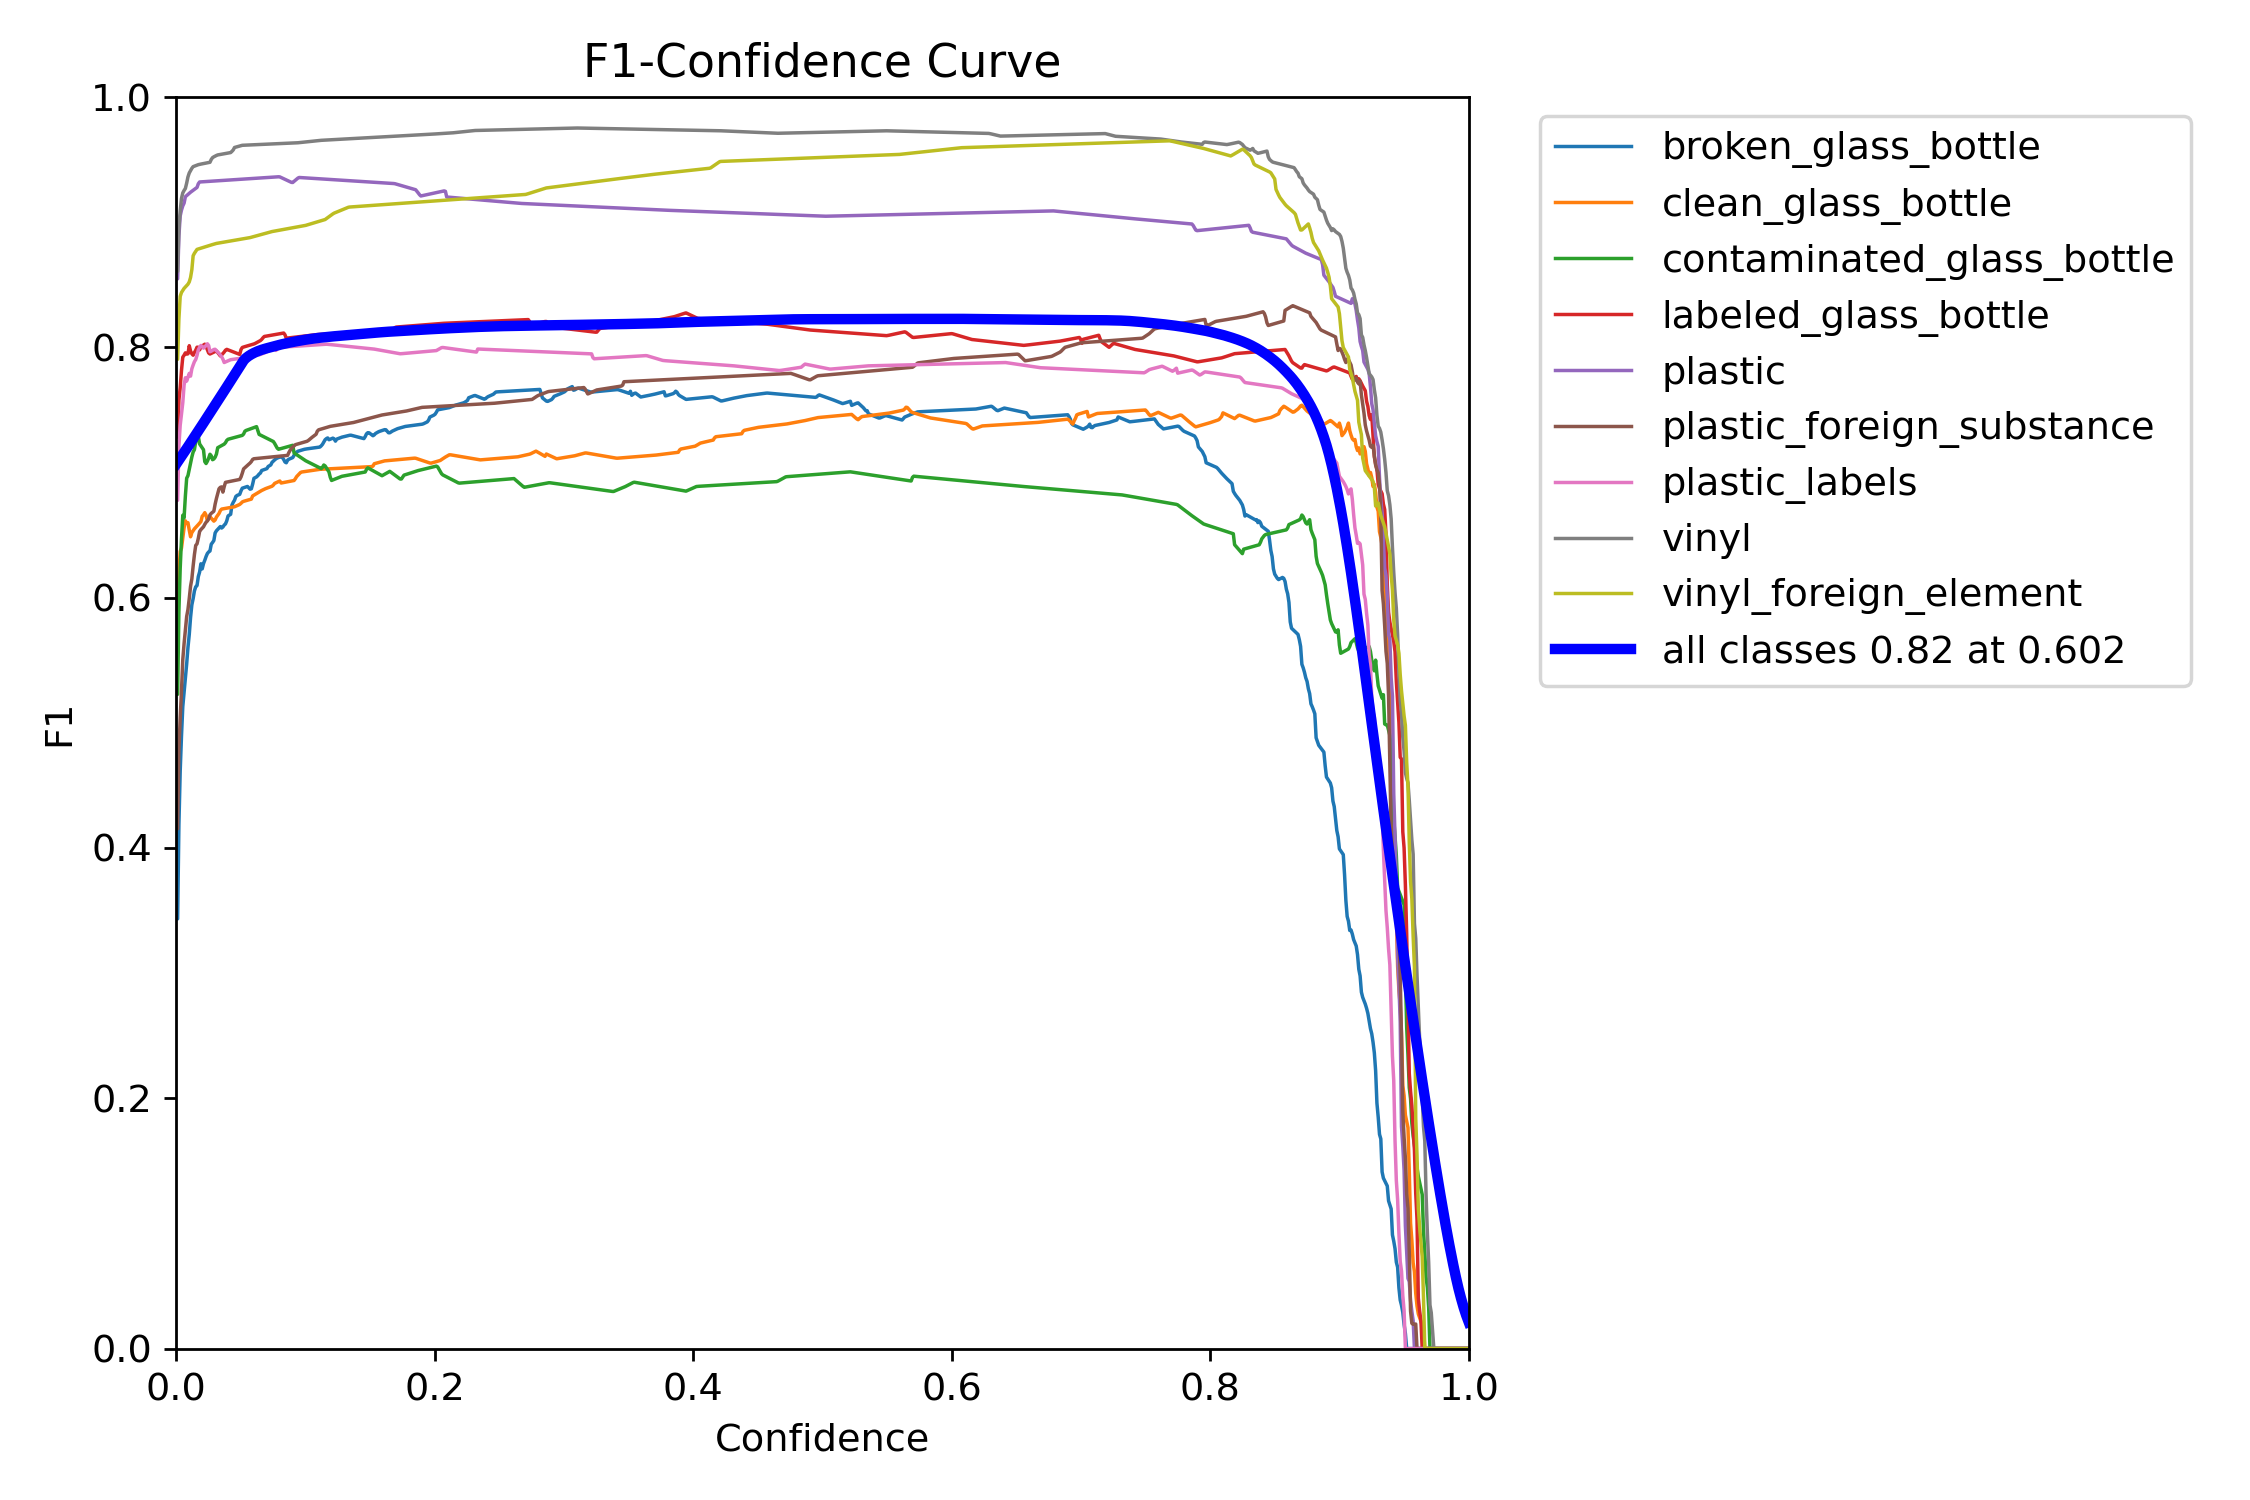 F1-Confidence Curve
1.0
0.8
0.6
0.4
0.2
0.0
F1
0.0 0.2 0.4 0.6 0.8 1.0
Confidence
broken_glass_bottle
clean_glass_bottle
contaminated_glass_bottle
labeled_glass_bottle
plastic
plastic_foreign_substance
plastic_labels
vinyl
vinyl_foreign_element
all classes 0.82 at 0.602